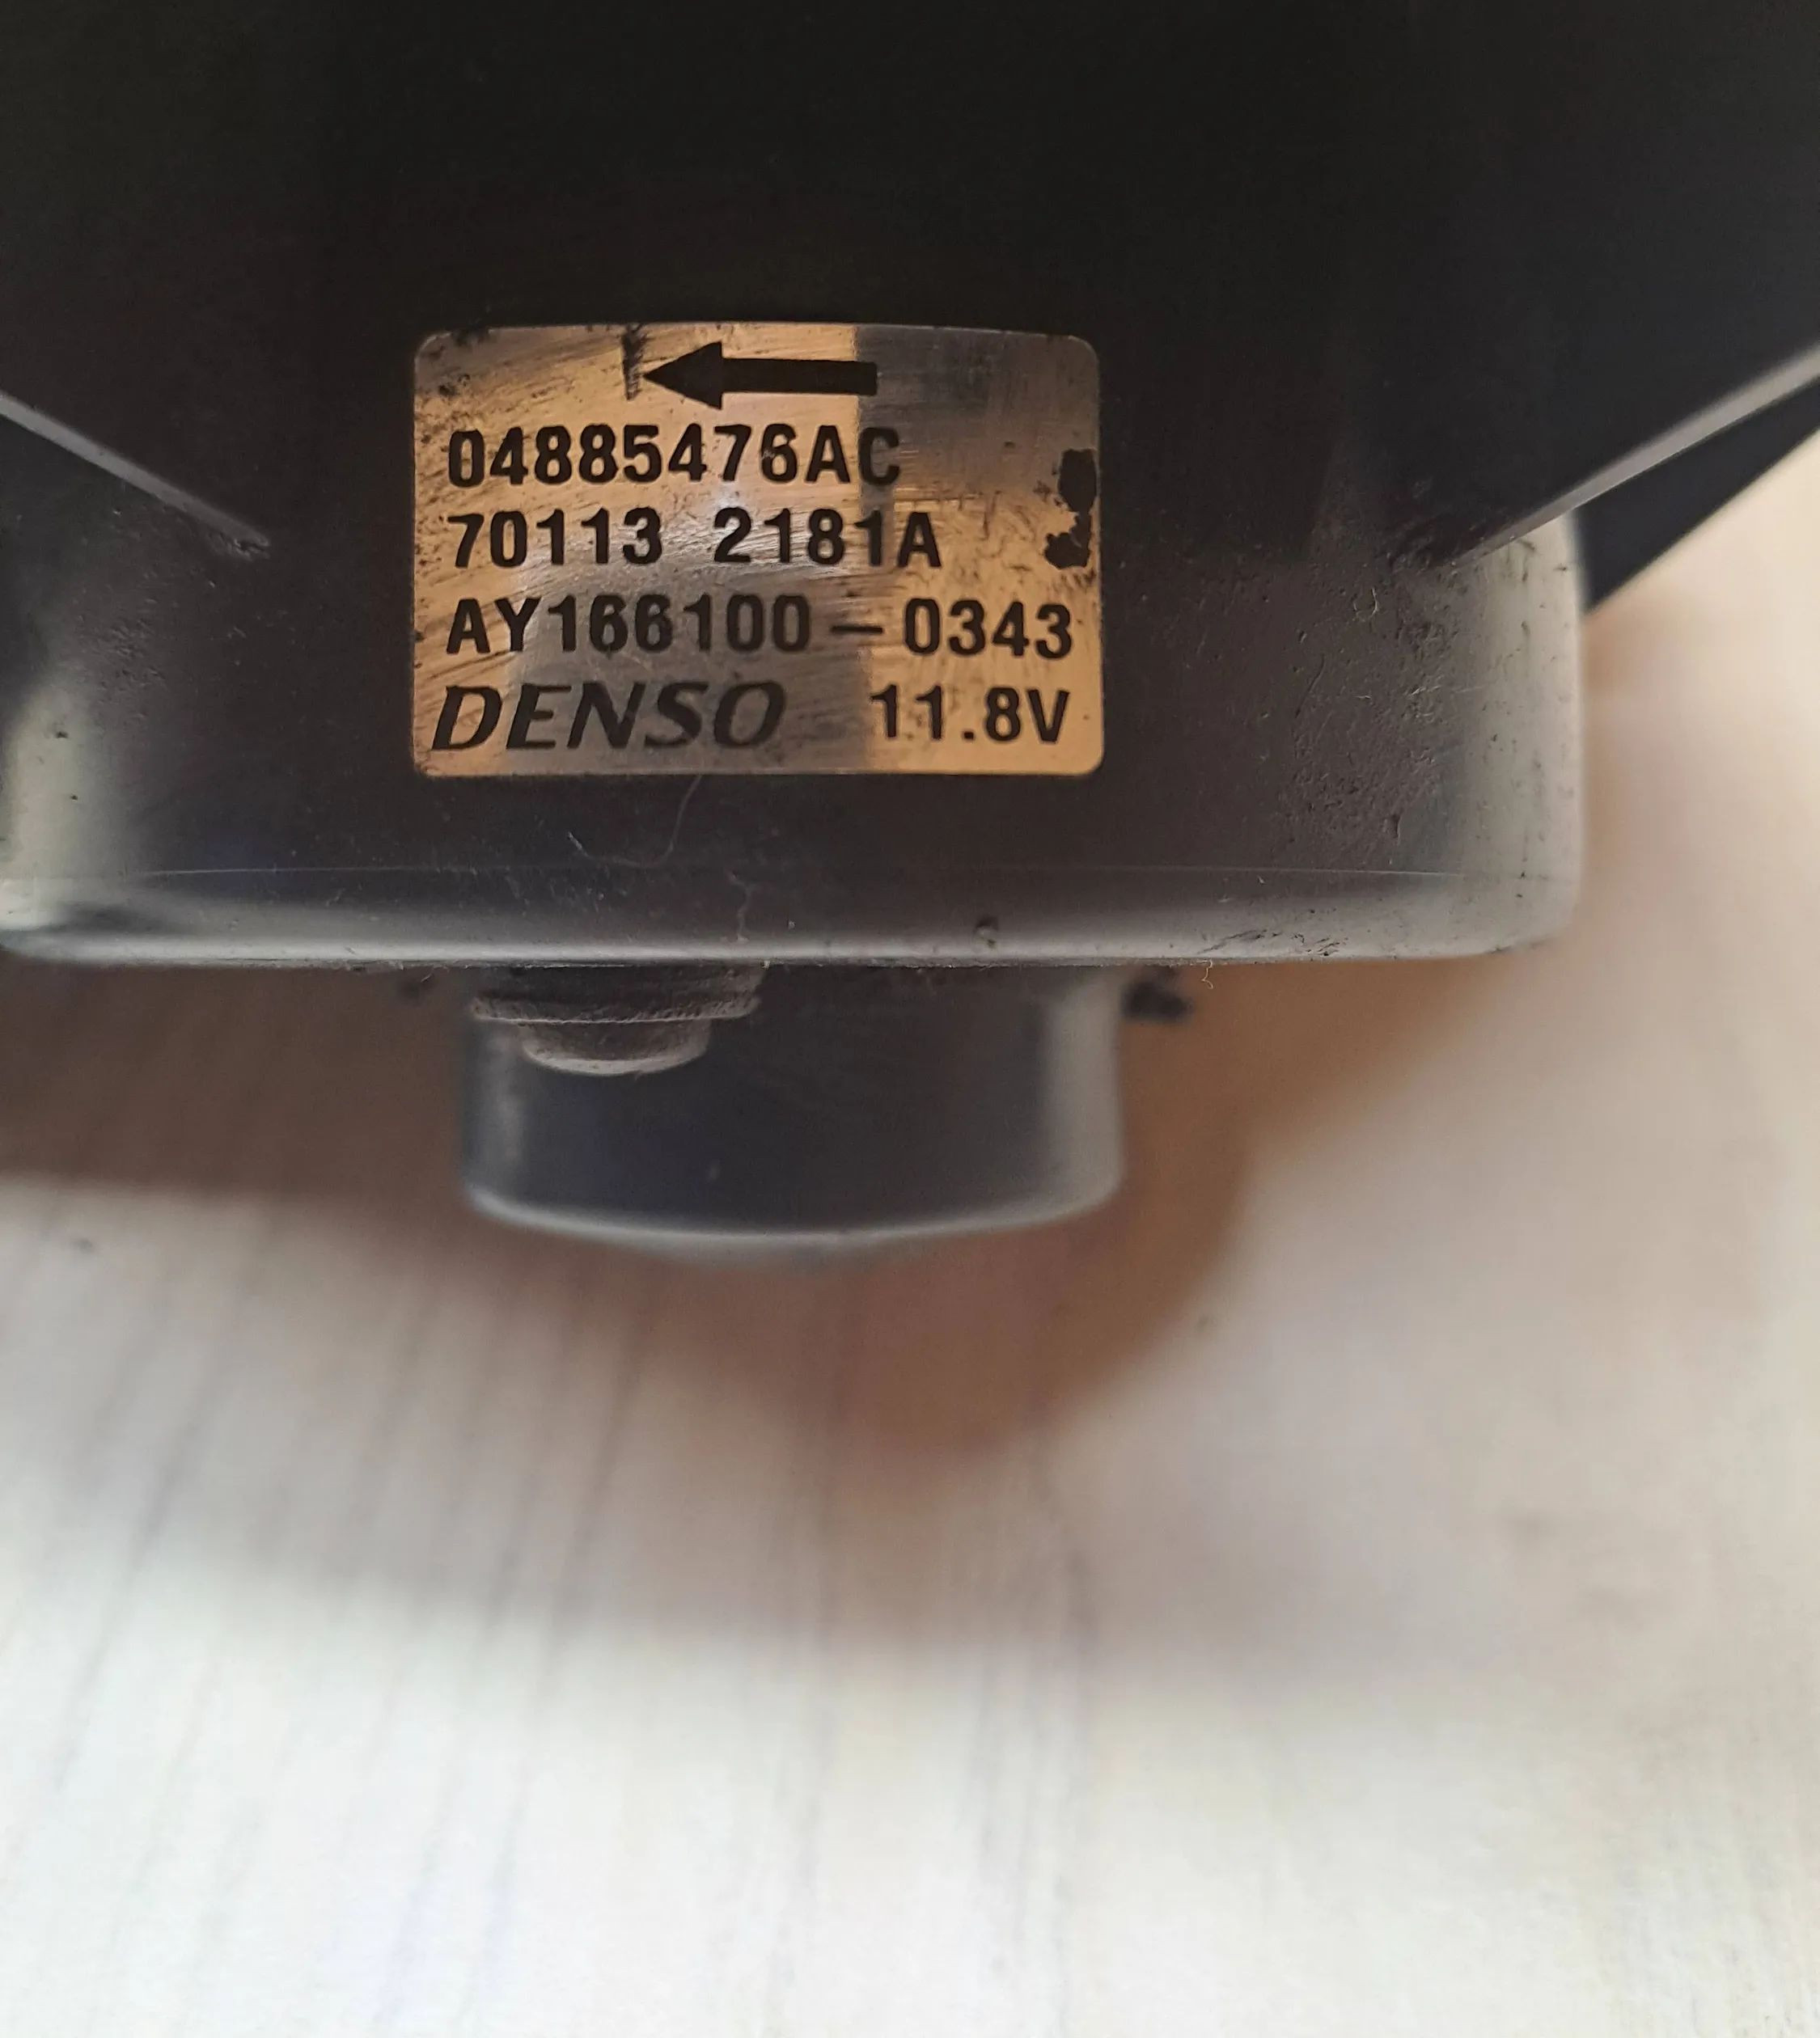 04885476AC
70113 2181A
AY166100-0343
DENSO 11.8V